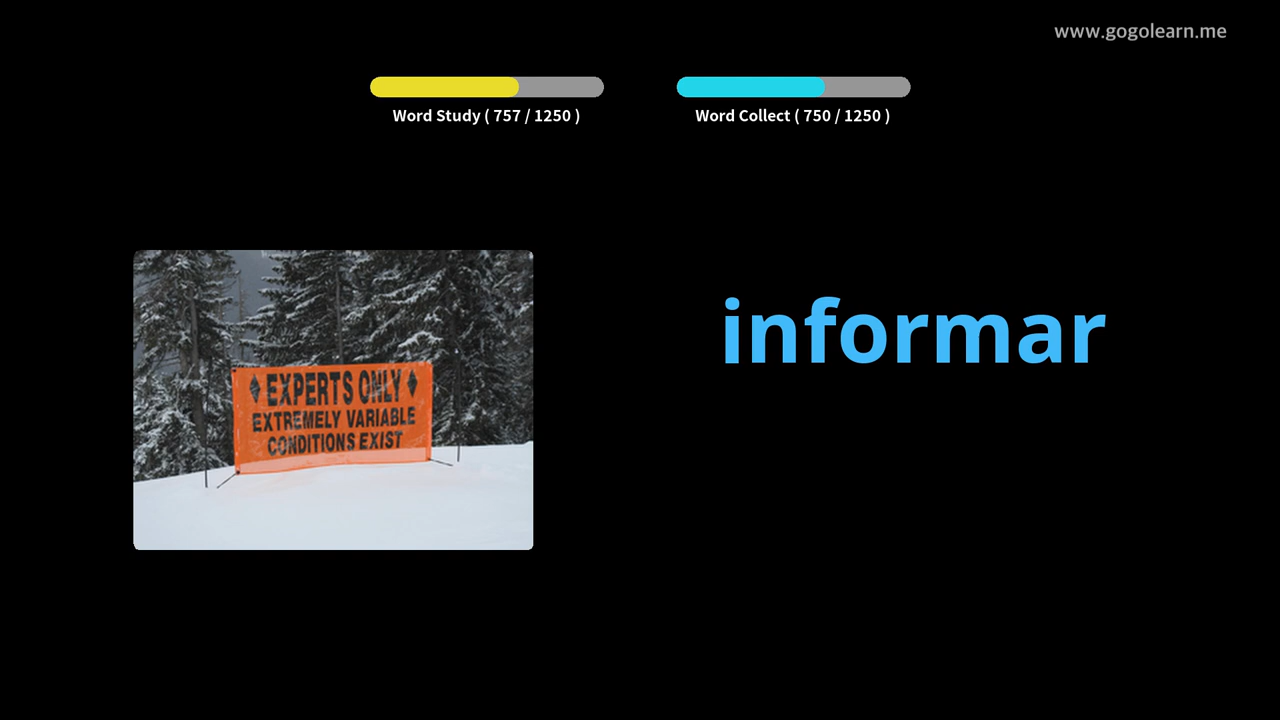 www.gogolearn.me
Word Study ( 757 / 1250 )
Word Collect ( 750 / 1250 )
informar
EXPERTS ONLY
EXTREMELY VARIABLE
CONDITIONS EXIST